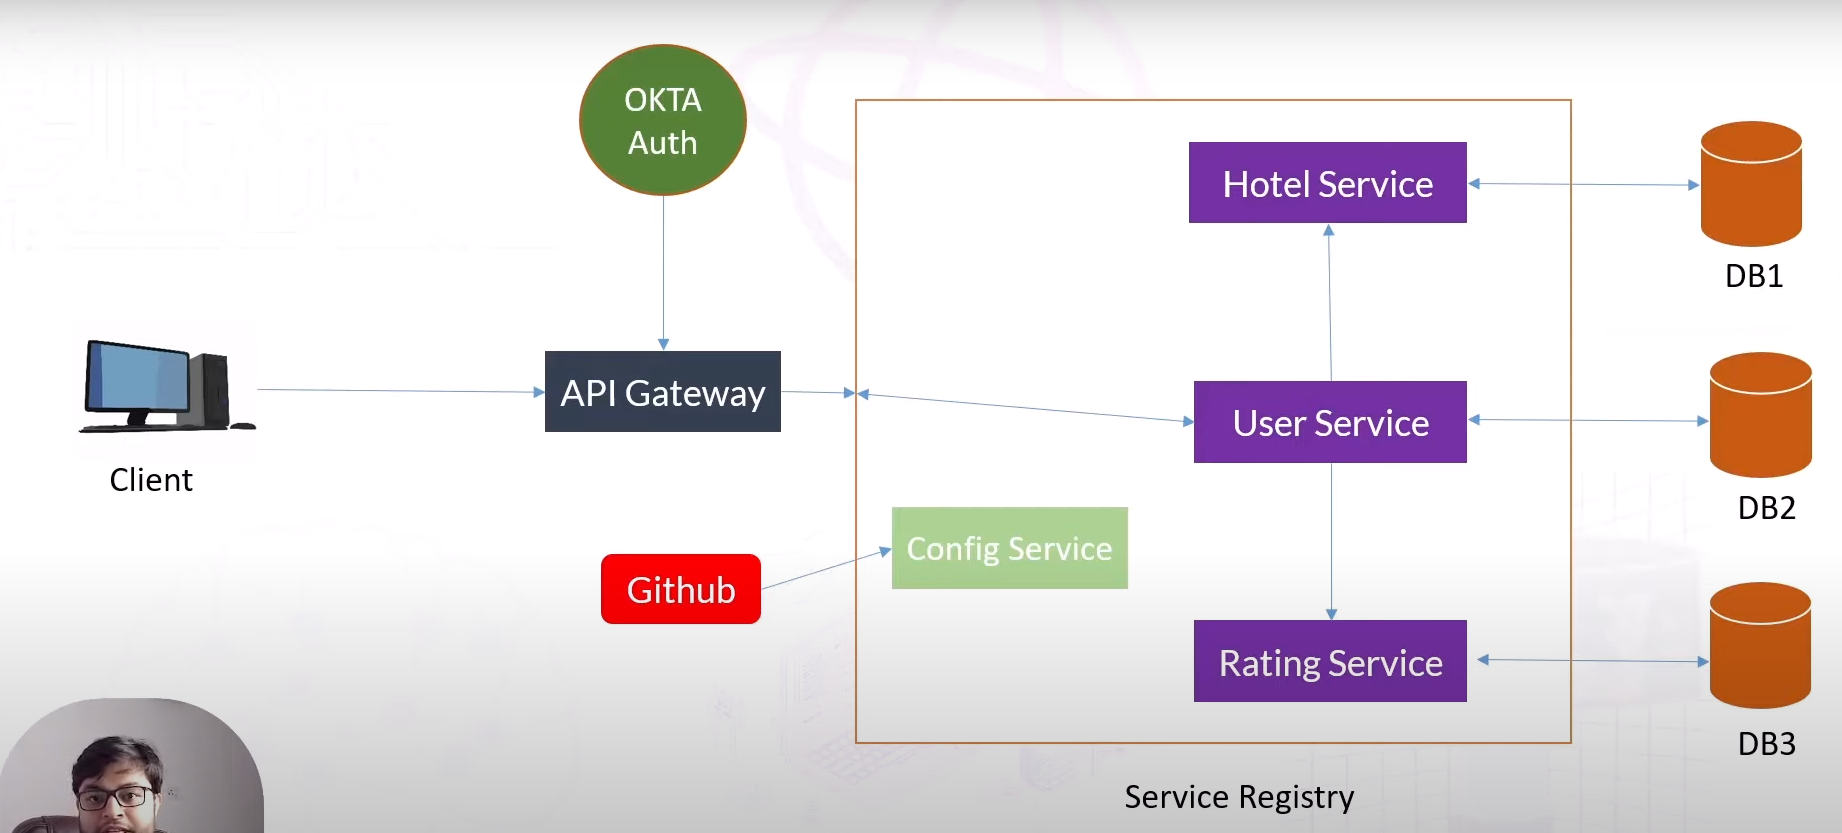 OKTA
Auth
Hotel Service
DB1
API Gateway
User Service
Client
DB2
Config Service
Github
Rating Service
DB3
Service Registry